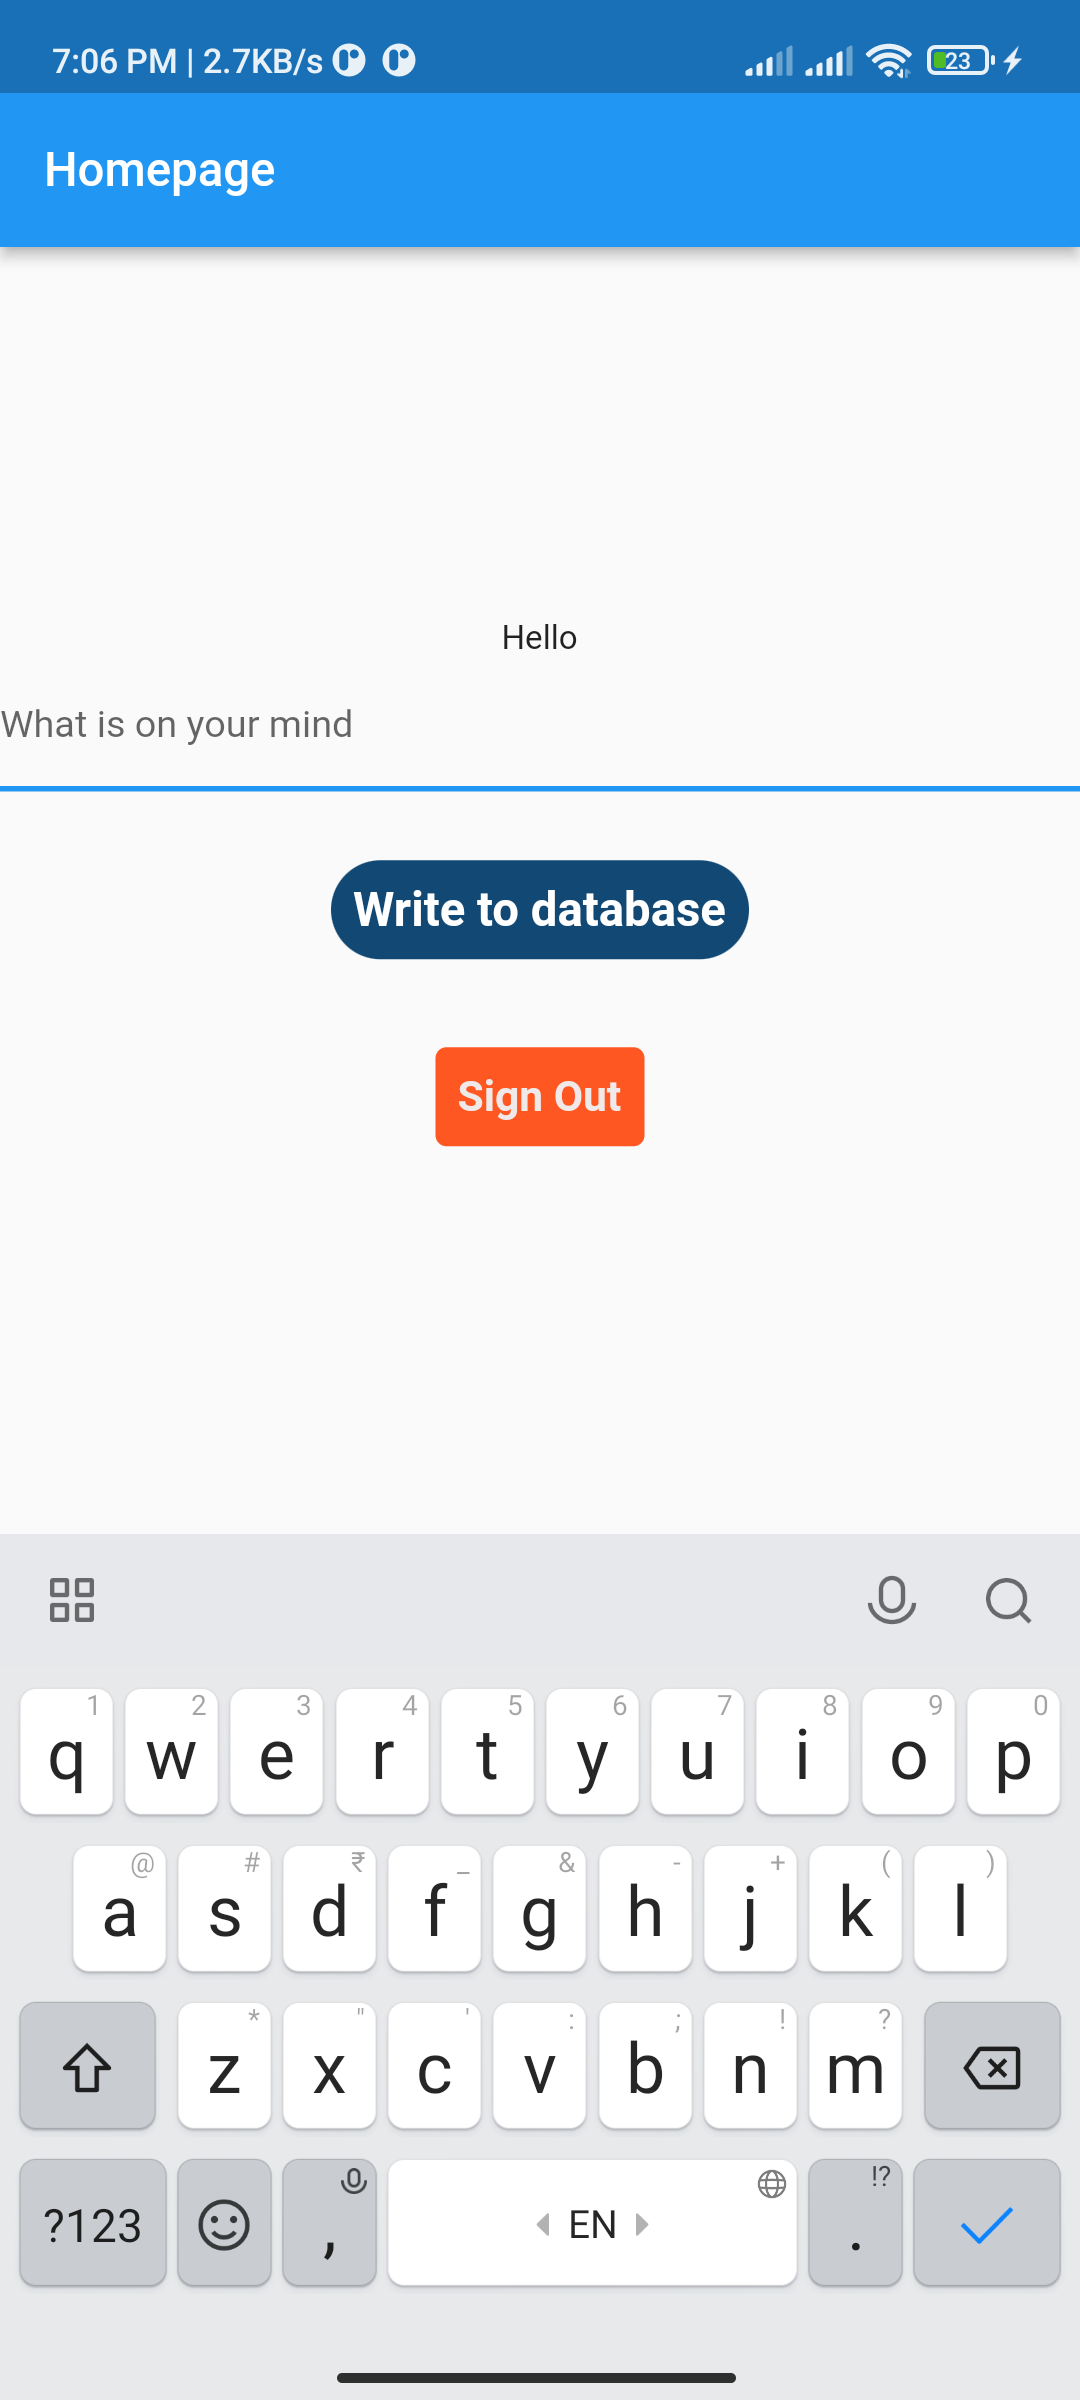 7:06 PM | 2.7KB/s 23
Homepage
Hello
What is on your mind
Write to database
Sign Out
1 2 3 4 5 6 7 8 9 0
q w e r t y u i o p
@ # ₹ _ & - + ( )
a s d f g h j k l
* " ' : ; ! ?
z x c v b n m
!?
?123 , EN .